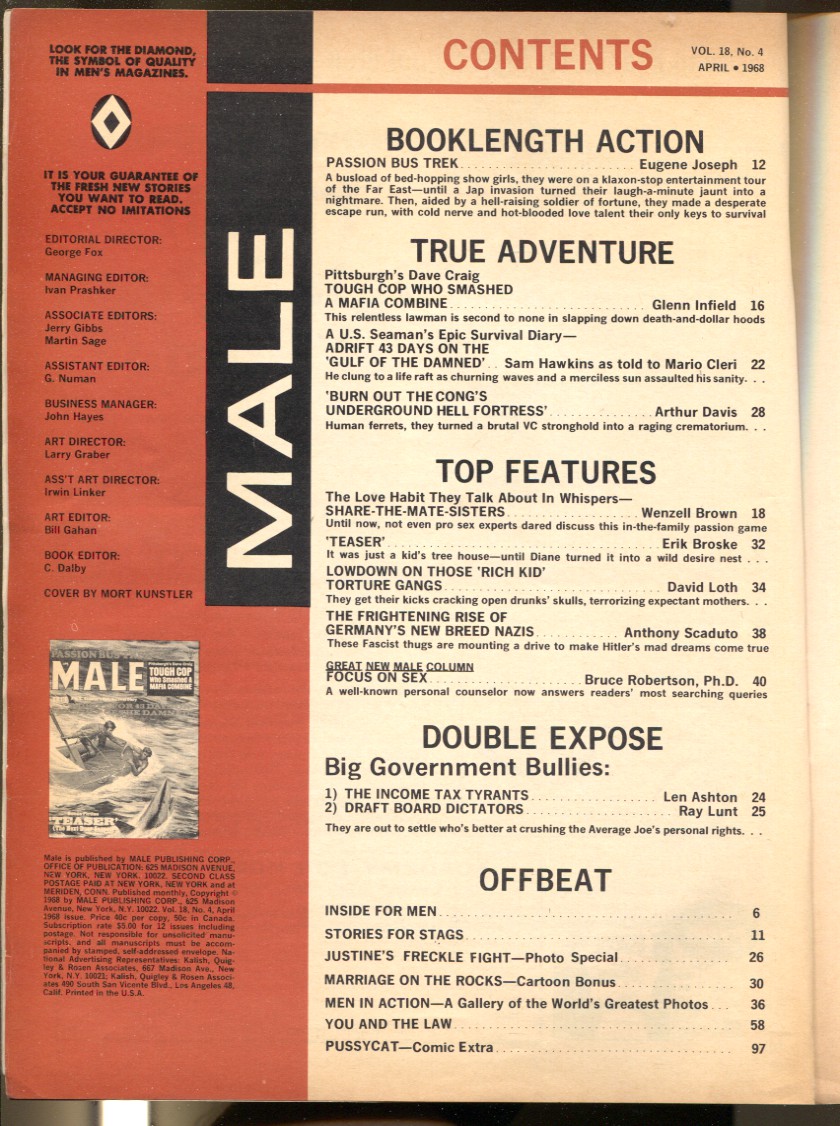 LOOK FOR THE DIAMOND,
THE SYMBOL OF QUALITY
IN MEN'S MAGAZINES.
IT IS YOUR GUARANTEE OF
THE FRESH NEW STORIES
YOU WANT TO READ.
ACCEPT NO IMITATIONS
EDITORIAL DIRECTOR:
George Fox
MANAGING EDITOR:
Ivan Prashker
ASSOCIATE EDITORS:
Jerry Gibbs
Martin Sage
ASSISTANT EDITOR:
G. Numan
BUSINESS MANAGER:
John Hayes
ART DIRECTOR:
Larry Graber
ASS'T ART DIRECTOR:
Irwin Linker
ART EDITOR:
Bill Gahan
BOOK EDITOR:
C. Dalby
COVER BY MORT KUNSTLER
PASSION BUS
MALE
Pittsburgh's Dave Craig
TOUGH COP
Who Smashed A
MAFIA COMBINE
'TEASER'
Male is published by MALE PUBLISHING CORP.,
OFFICE OF PUBLICATION: 625 MADISON AVENUE,
NEW YORK, NEW YORK. 10022. SECOND CLASS
POSTAGE PAID AT NEW YORK, NEW YORK and at
MERIDEN, CONN. Published monthly, Copyright ©
1968 by MALE PUBLISHING CORP., 625 Madison
Avenue, New York, N.Y. 10022. Vol. 18, No. 4, April
1968 issue. Price 40c per copy, 50c in Canada.
Subscription rate $5.00 for 12 issues including
postage. Not responsible for unsolicited manu-
scripts, and all manuscripts must be accom-
panied by stamped, self-addressed envelope. Na-
tional Advertising Representatives: Kalish, Quig-
ley & Rosen Associates, 667 Madison Ave., New
York, N.Y. 10021; Kalish, Quigley & Rosen Associ-
ates 490 South San Vicente Blvd., Los Angeles 48,
Calif. Printed in the U.S.A.
MALE
CONTENTS
VOL. 18, No. 4
APRIL • 1968
BOOKLENGTH ACTION
PASSION BUS TREK. . . . . . . . . . Eugene Joseph 12
A busload of bed-hopping show girls, they were on a klaxon-stop entertainment tour
of the Far East—until a Jap invasion turned their laugh-a-minute jaunt into a
nightmare. Then, aided by a hell-raising soldier of fortune, they made a desperate
escape run, with cold nerve and hot-blooded love talent their only keys to survival
TRUE ADVENTURE
Pittsburgh's Dave Craig
TOUGH COP WHO SMASHED
A MAFIA COMBINE. . . . . . . . . . Glenn Infield 16
This relentless lawman is second to none in slapping down death-and-dollar hoods
A U.S. Seaman's Epic Survival Diary—
ADRIFT 43 DAYS ON THE
'GULF OF THE DAMNED' . . Sam Hawkins as told to Mario Cleri 22
He clung to a life raft as churning waves and a merciless sun assaulted his sanity. . .
'BURN OUT THE CONG'S
UNDERGROUND HELL FORTRESS'. . . . . . . . . . Arthur Davis 28
Human ferrets, they turned a brutal VC stronghold into a raging crematorium. . .
TOP FEATURES
The Love Habit They Talk About In Whispers—
SHARE-THE-MATE-SISTERS. . . . . . . . . . Wenzell Brown 18
Until now, not even pro sex experts dared discuss this in-the-family passion game
'TEASER'. . . . . . . . . . Erik Broske 32
It was just a kid's tree house—until Diane turned it into a wild desire nest . . .
LOWDOWN ON THOSE 'RICH KID'
TORTURE GANGS. . . . . . . . . . David Loth 34
They get their kicks cracking open drunks' skulls, terrorizing expectant mothers. . .
THE FRIGHTENING RISE OF
GERMANY'S NEW BREED NAZIS. . . . . . . . . . Anthony Scaduto 38
These Fascist thugs are mounting a drive to make Hitler's mad dreams come true
GREAT NEW MALE COLUMN
FOCUS ON SEX. . . . . . . . . . Bruce Robertson, Ph.D. 40
A well-known personal counselor now answers readers' most searching queries
DOUBLE EXPOSE
Big Government Bullies:
1) THE INCOME TAX TYRANTS. . . . . . . . . . Len Ashton 24
2) DRAFT BOARD DICTATORS. . . . . . . . . . Ray Lunt 25
They are out to settle who's better at crushing the Average Joe's personal rights. . .
OFFBEAT
INSIDE FOR MEN. . . . . . . . . . 6
STORIES FOR STAGS. . . . . . . . . . 11
JUSTINE'S FRECKLE FIGHT—Photo Special. . . . . . . . . . 26
MARRIAGE ON THE ROCKS—Cartoon Bonus. . . . . . . . . . 30
MEN IN ACTION—A Gallery of the World's Greatest Photos. . . 36
YOU AND THE LAW. . . . . . . . . . 58
PUSSYCAT—Comic Extra. . . . . . . . . . 97